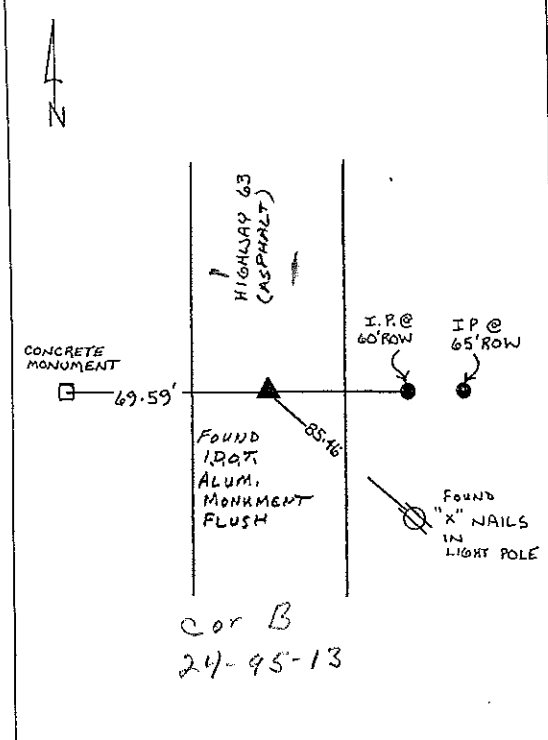 N
HIGHWAY 63
(ASPHALT)
I.P. @
60' ROW
IP @
65' ROW
CONCRETE
MONUMENT
69.59'
85.46
FOUND
I.D.O.T.
ALUM.
MONUMENT
FLUSH
FOUND
"X" NAILS
IN
LIGHT POLE
Cor B
24-95-13